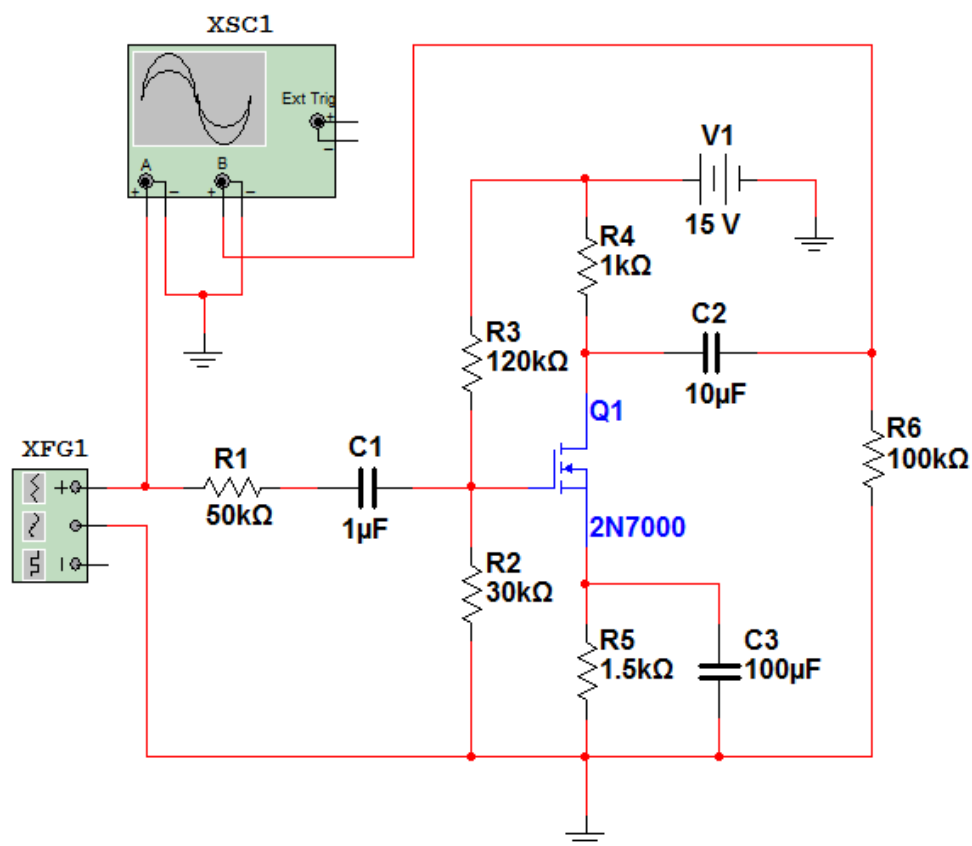 XSC1
Ext Trig
+
−
A
B
+ −
+ −
V1
15 V
R4
1kΩ
R3
120kΩ
C2
10µF
Q1
R6
100kΩ
XFG1
+
R1
50kΩ
C1
1µF
2N7000
R2
30kΩ
R5
1.5kΩ
C3
100µF